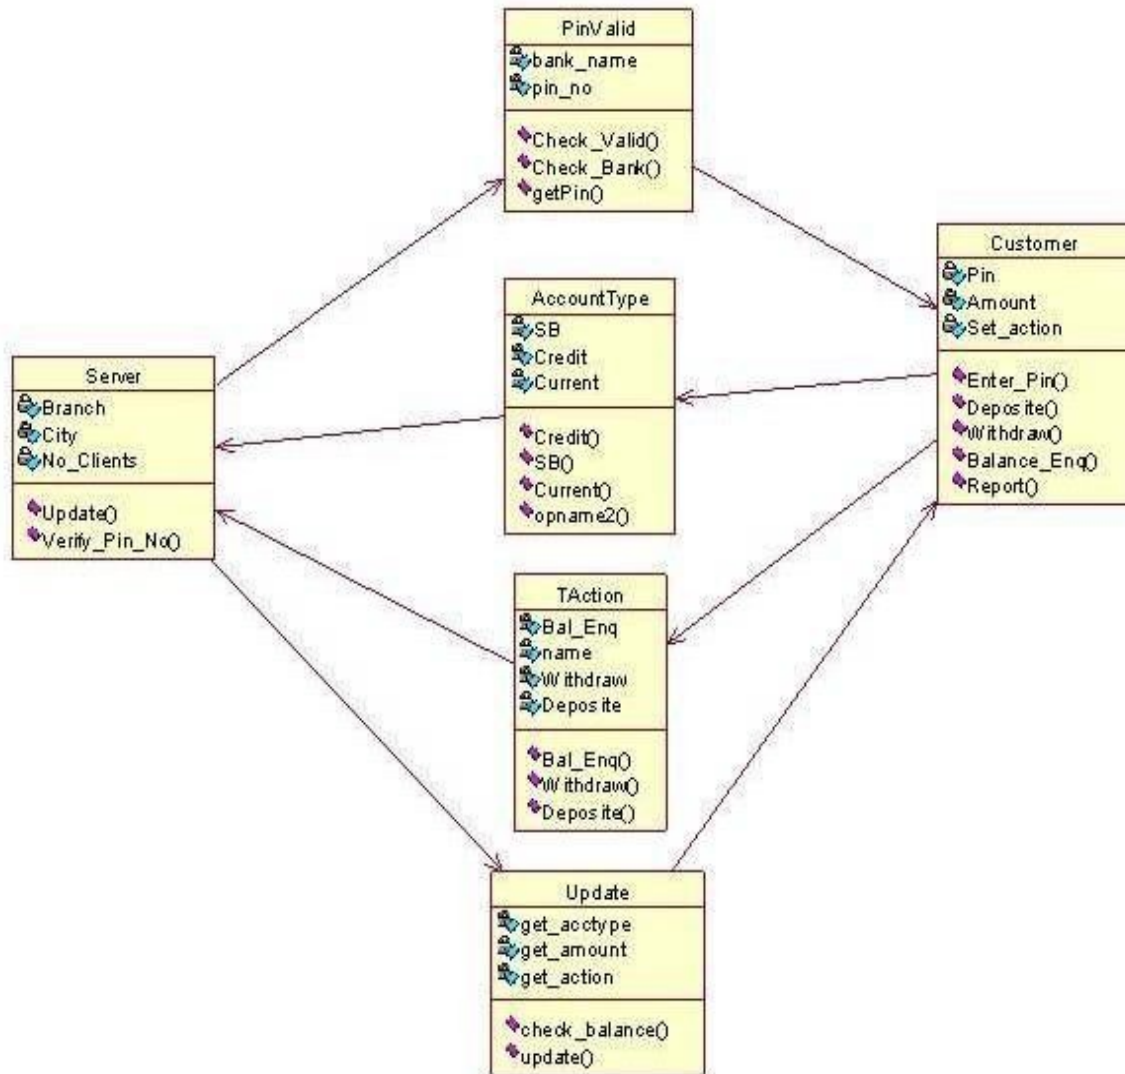 PinValid
bank_name
pin_no
Check_Valid()
Check_Bank()
getPin()
Customer
Pin
Amount
Set_action
Enter_Pin()
Deposite()
Withdraw()
Balance_Enq()
Report()
AccountType
SB
Credit
Current
Credit()
SB()
Current()
opname2()
Server
Branch
City
No_Clients
Update()
Verify_Pin_No()
TAction
Bal_Enq
name
Withdraw
Deposite
Bal_Enq()
Withdraw()
Deposite()
Update
get_acctype
get_amount
get_action
check_balance()
update()